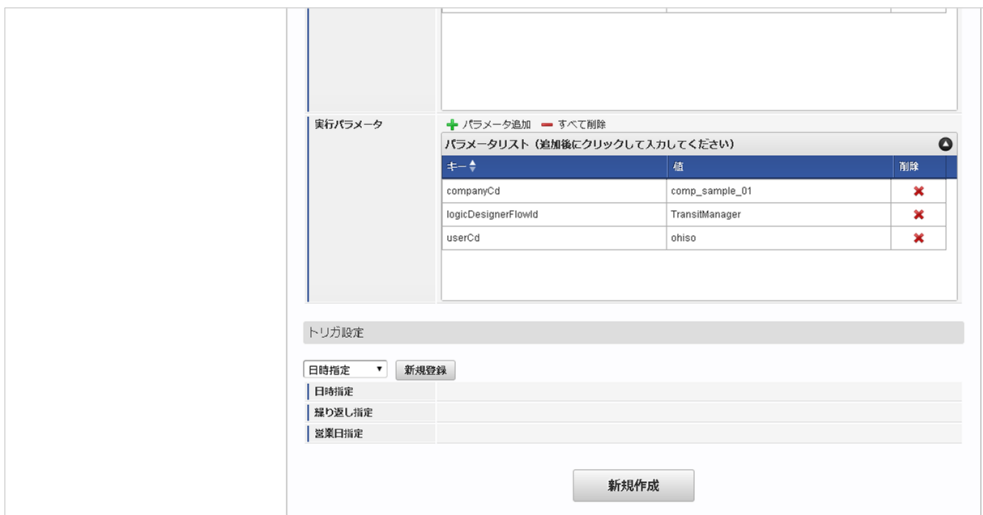 実行パラメータ
パラメータ追加 すべて削除
パラメータリスト（追加後にクリックして入力してください）
キー 値 削除
companyCd comp_sample_01
logicDesignerFlowId TransitManager
userCd ohiso
トリガ設定
日時指定 新規登録
日時指定
繰り返し指定
営業日指定
新規作成